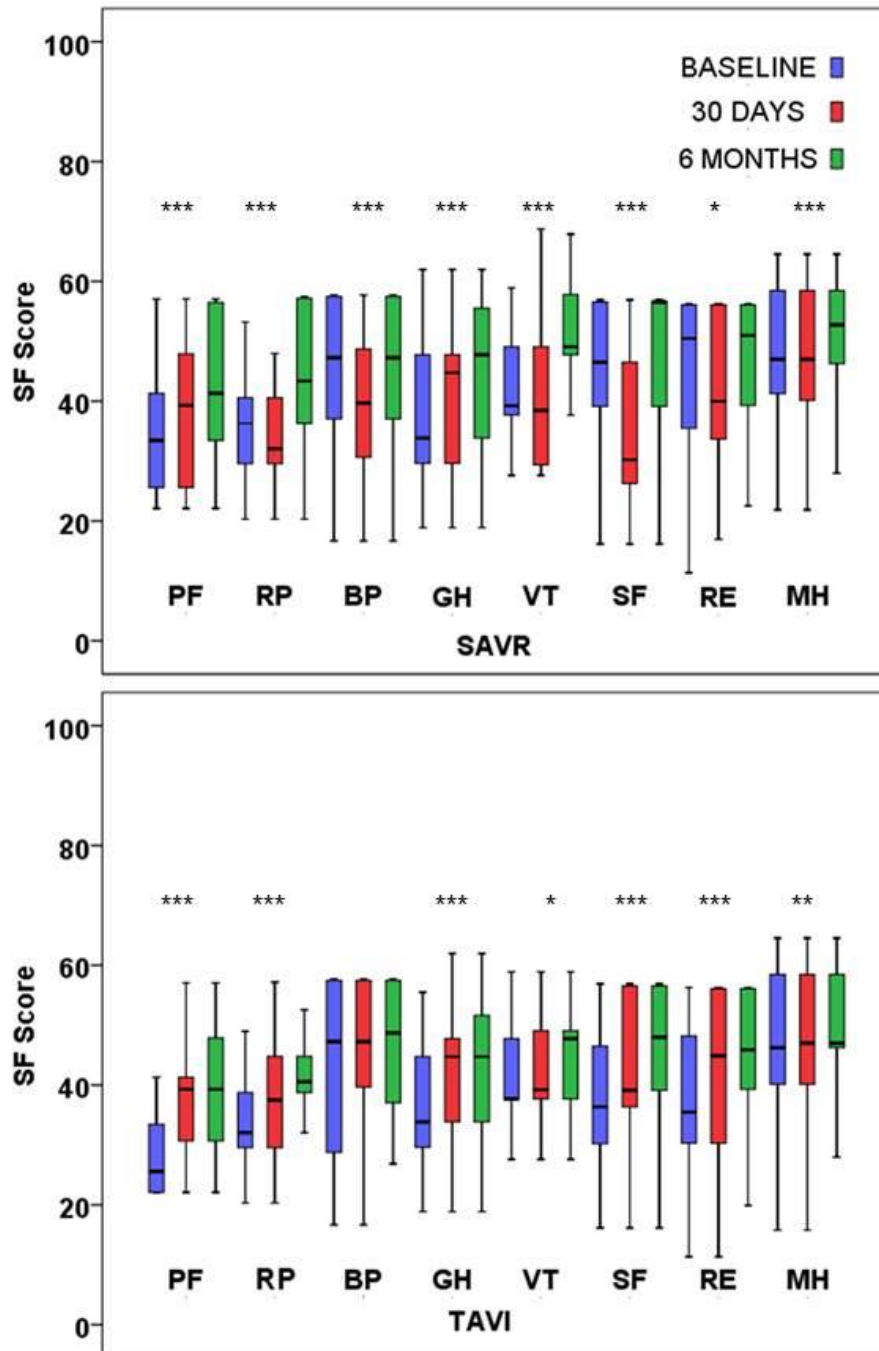 100
80
60
40
20
0
SF Score
BASELINE
30 DAYS
6 MONTHS
*** *** *** *** *** *** * ***
PF RP BP GH VT SF RE MH
SAVR
100
80
60
40
20
0
SF Score
*** *** *** * *** *** **
PF RP BP GH VT SF RE MH
TAVI